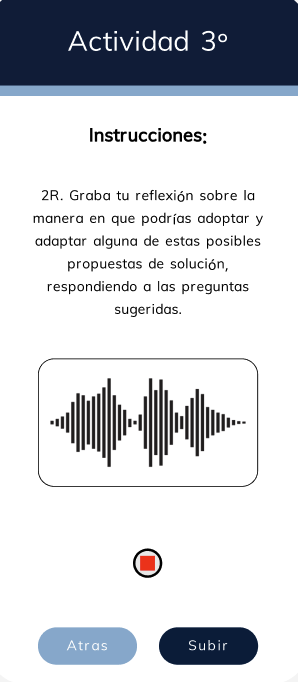 Actividad 3°
Instrucciones:
2R. Graba tu reflexión sobre la
manera en que podrías adoptar y
adaptar alguna de estas posibles
propuestas de solución,
respondiendo a las preguntas
sugeridas.
Atras
Subir